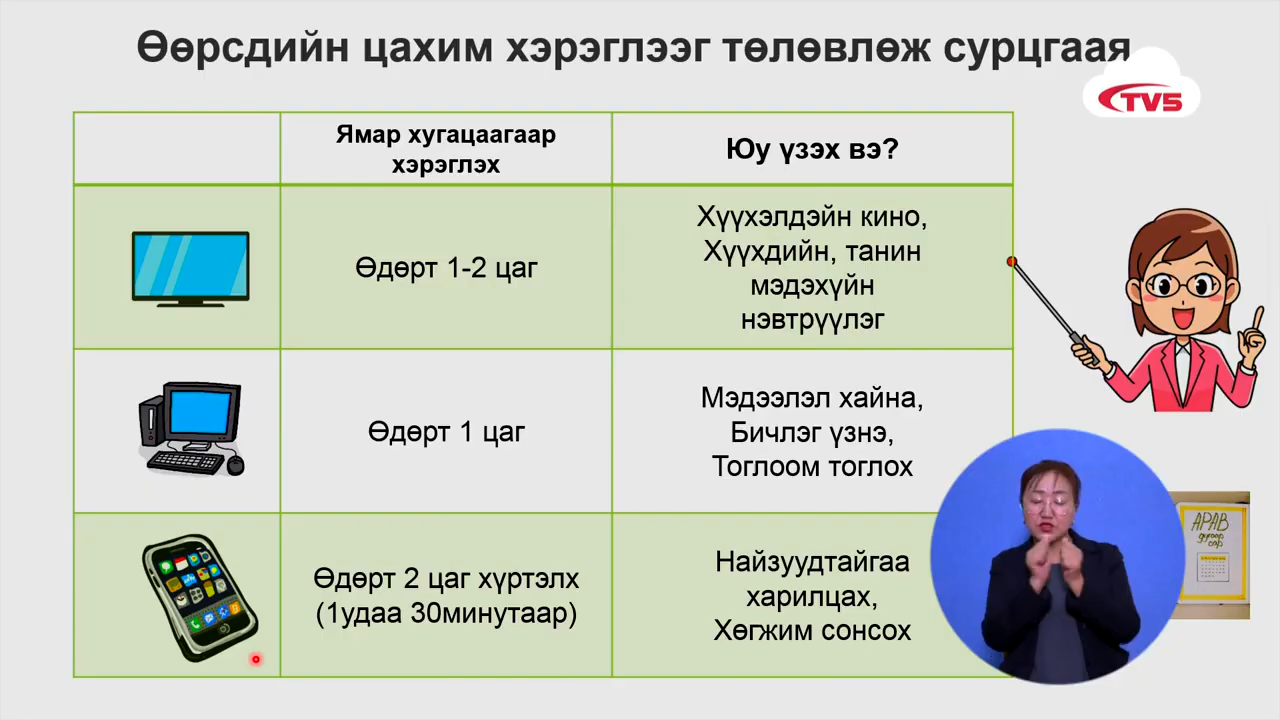 Өөрсдийн цахим хэрэглээг төлөвлөж сурцгаая
TV5
Ямар хугацаагаар
хэрэглэх
Юу үзэх вэ?
Өдөрт 1-2 цаг
Хүүхэлдэйн кино,
Хүүхдийн, танин
мэдэхүйн
нэвтрүүлэг
Өдөрт 1 цаг
Мэдээлэл хайна,
Бичлэг үзнэ,
Тоглоом тоглох
Өдөрт 2 цаг хүртэлх
(1удаа 30минутаар)
Найзуудтайгаа
харилцах,
Хөгжим сонсох
АРАВ
дугаар
сар